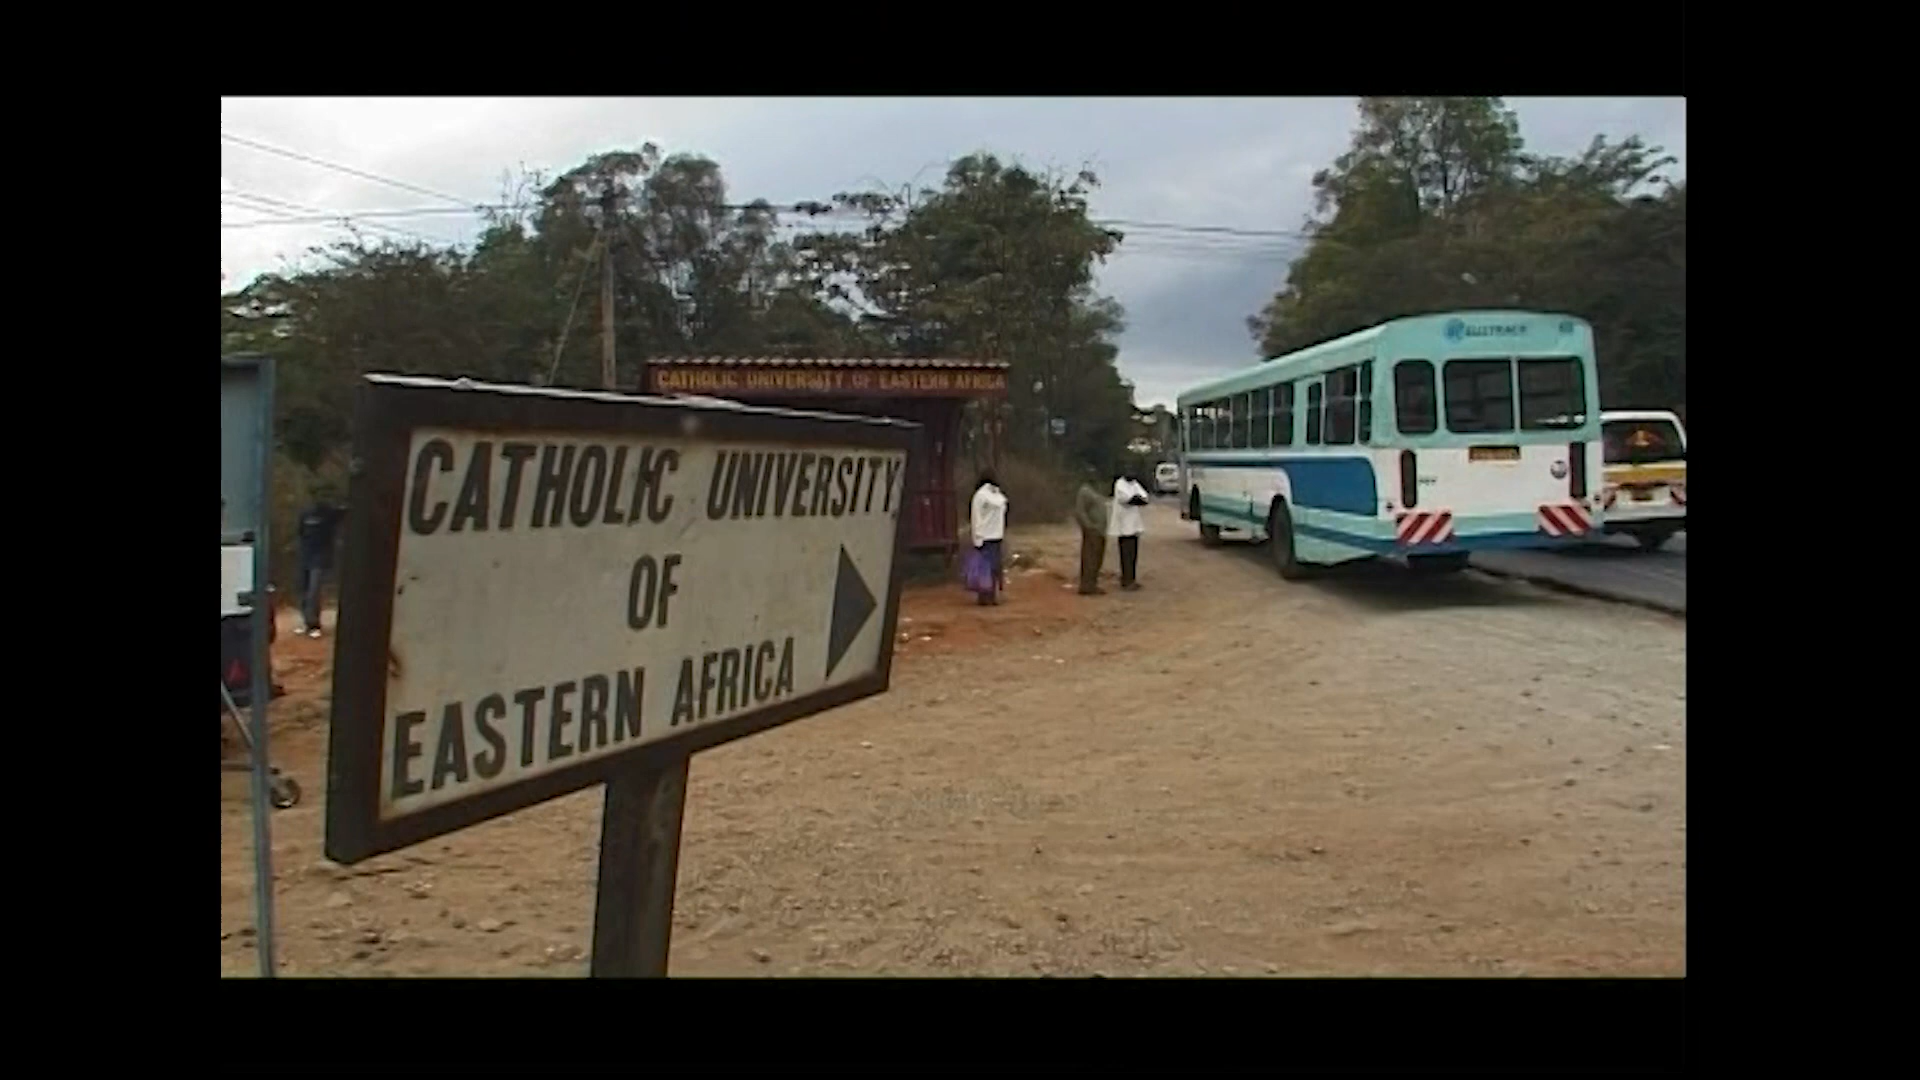 CATHOLIC UNIVERSITY
OF
EASTERN AFRICA
CATHOLIC UNIVERSITY OF EASTERN AFRICA